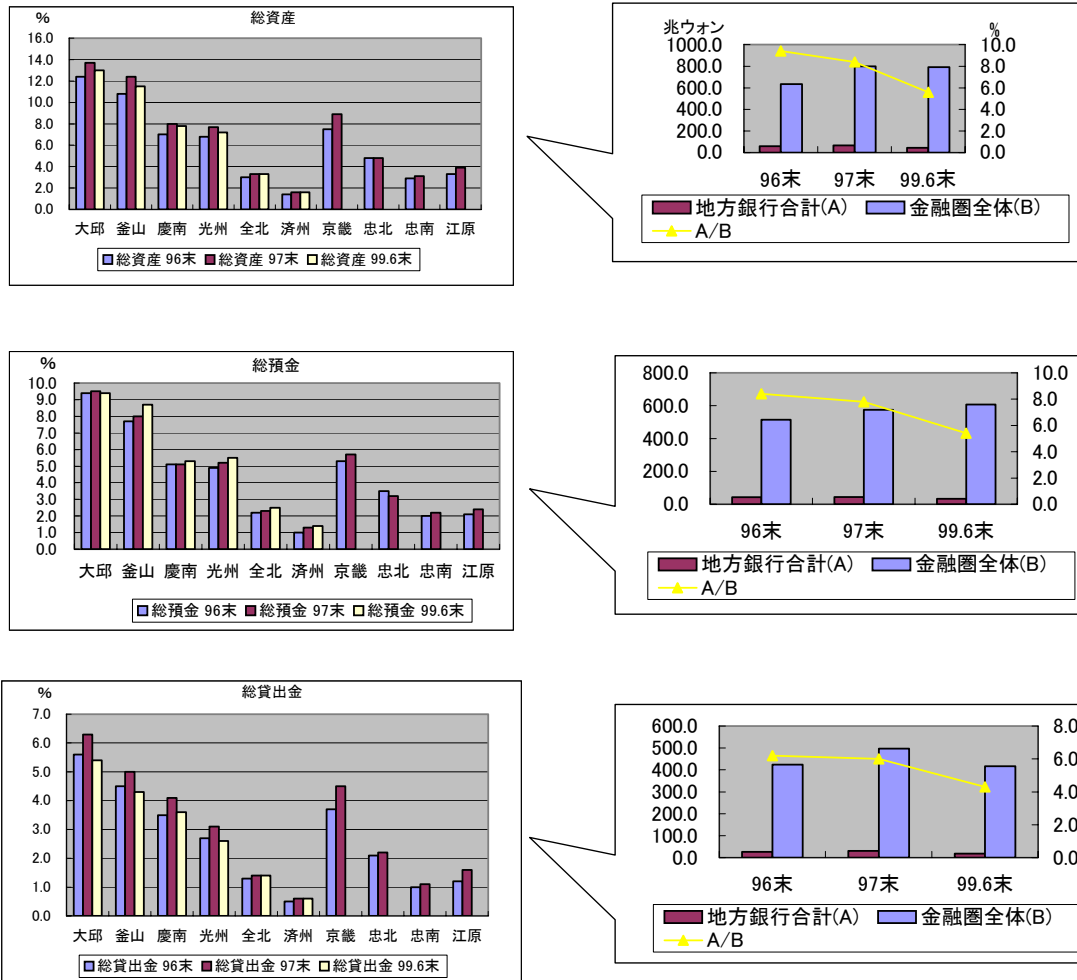 総資産
%
16.0
14.0
12.0
10.0
8.0
6.0
4.0
2.0
0.0
大邱 釜山 慶南 光州 全北 済州 京畿 忠北 忠南 江原
総資産 96末 総資産 97末 総資産 99.6末
兆ウォン %
1000.0 10.0
800.0 8.0
600.0 6.0
400.0 4.0
200.0 2.0
0.0 0.0
96末 97末 99.6末
地方銀行合計(A) 金融圏全体(B)
A/B
総預金
%
10.0
9.0
8.0
7.0
6.0
5.0
4.0
3.0
2.0
1.0
0.0
大邱 釜山 慶南 光州 全北 済州 京畿 忠北 忠南 江原
総預金 96末 総預金 97末 総預金 99.6末
800.0 10.0
600.0 8.0
400.0 6.0
200.0 4.0
0.0 2.0
0.0
96末 97末 99.6末
地方銀行合計(A) 金融圏全体(B)
A/B
総貸出金
%
7.0
6.0
5.0
4.0
3.0
2.0
1.0
0.0
大邱 釜山 慶南 光州 全北 済州 京畿 忠北 忠南 江原
総貸出金 96末 総貸出金 97末 総貸出金 99.6末
600.0 8.0
500.0 6.0
400.0 4.0
300.0 2.0
200.0 0.0
100.0
0.0
96末 97末 99.6末
地方銀行合計(A) 金融圏全体(B)
A/B